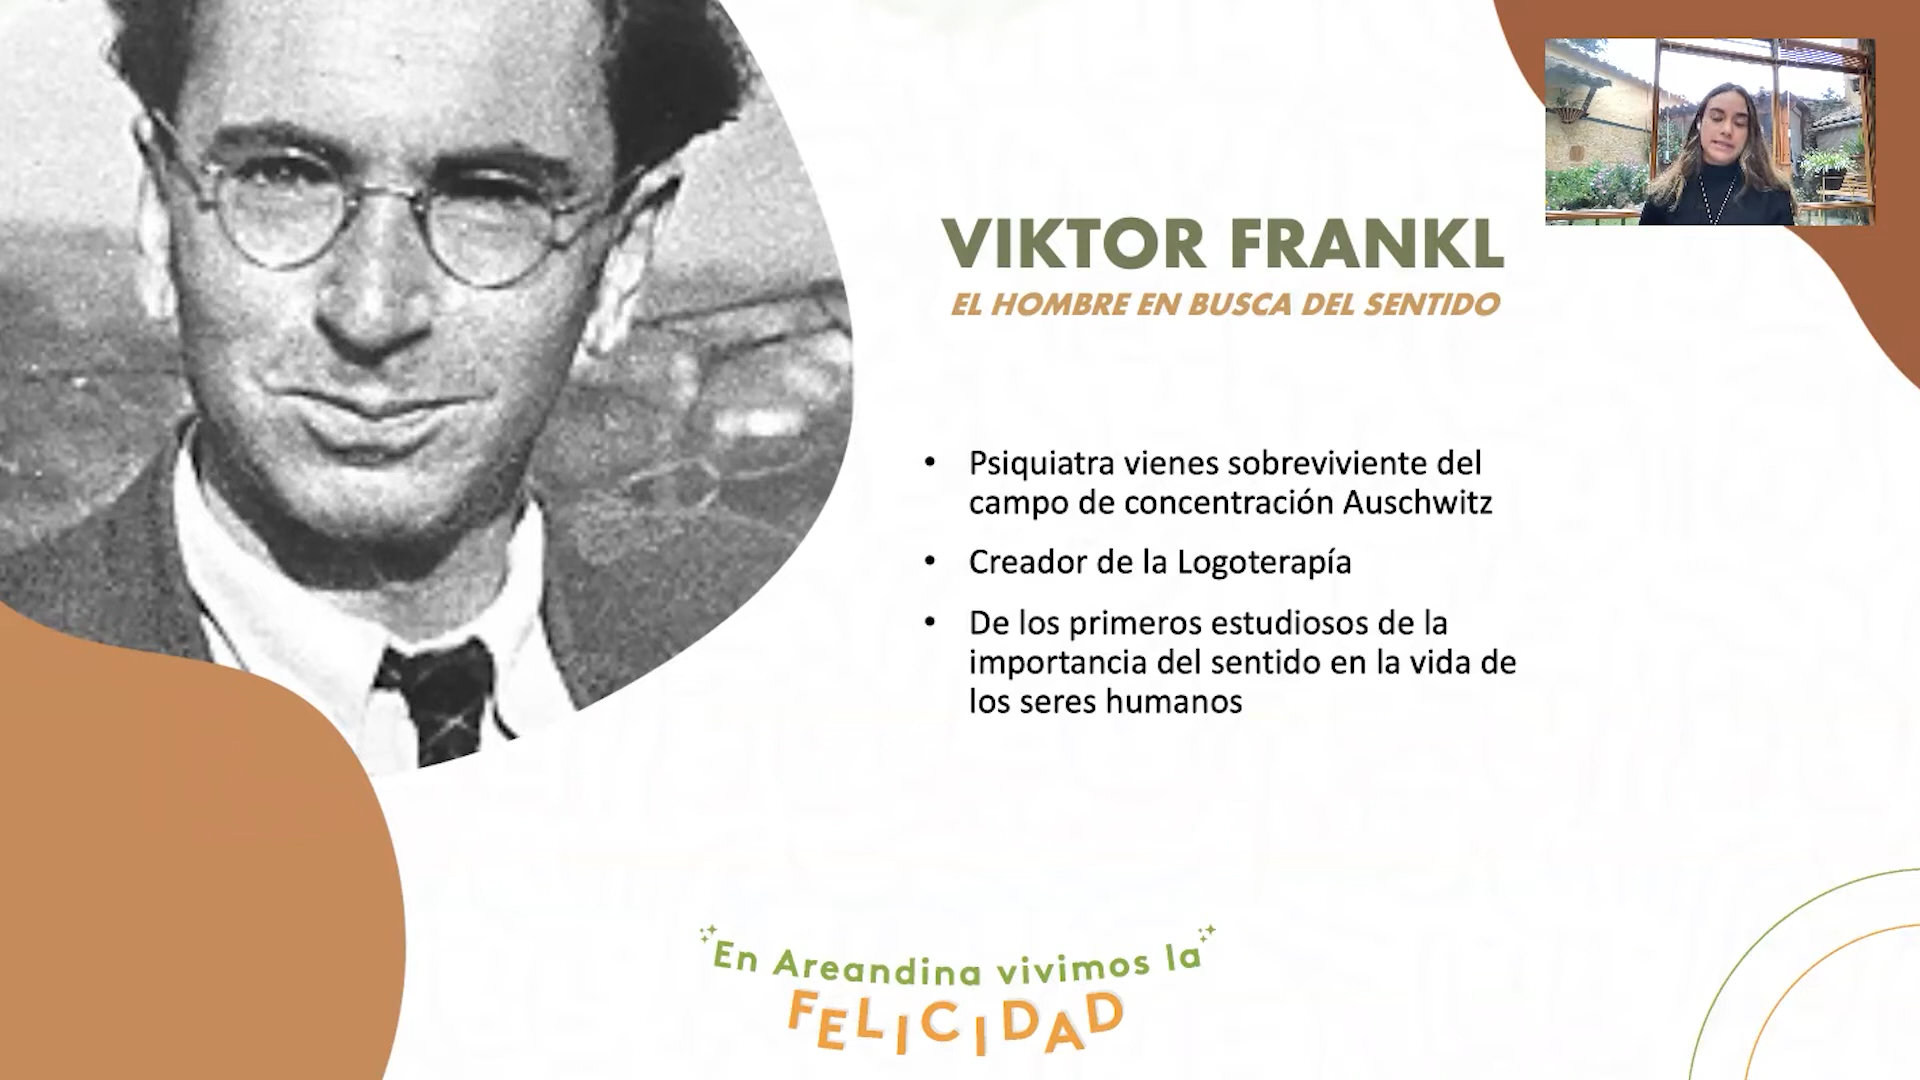 VIKTOR FRANKL
EL HOMBRE EN BUSCA DEL SENTIDO
• Psiquiatra vienes sobreviviente del
campo de concentración Auschwitz
• Creador de la Logoterapía
• De los primeros estudiosos de la
importancia del sentido en la vida de
los seres humanos
En Areandina vivimos la
FELICIDAD